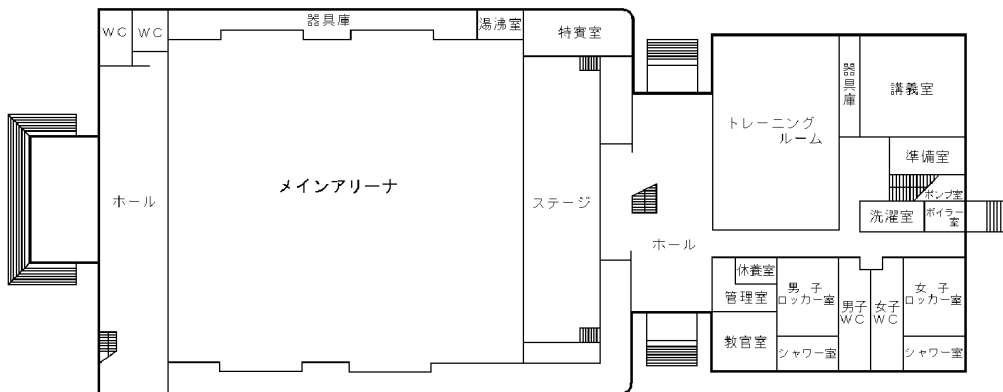 器具庫
湯沸室
特賓室
WC
WC
ホール
メインアリーナ
ステージ
ホール
トレーニング
ルーム
器具庫
講義室
準備室
ポンプ室
洗濯室
ボイラー
室
休養室
管理室
教官室
男子
ロッカー室
シャワー室
男子
WC
女子
WC
女子
ロッカー室
シャワー室